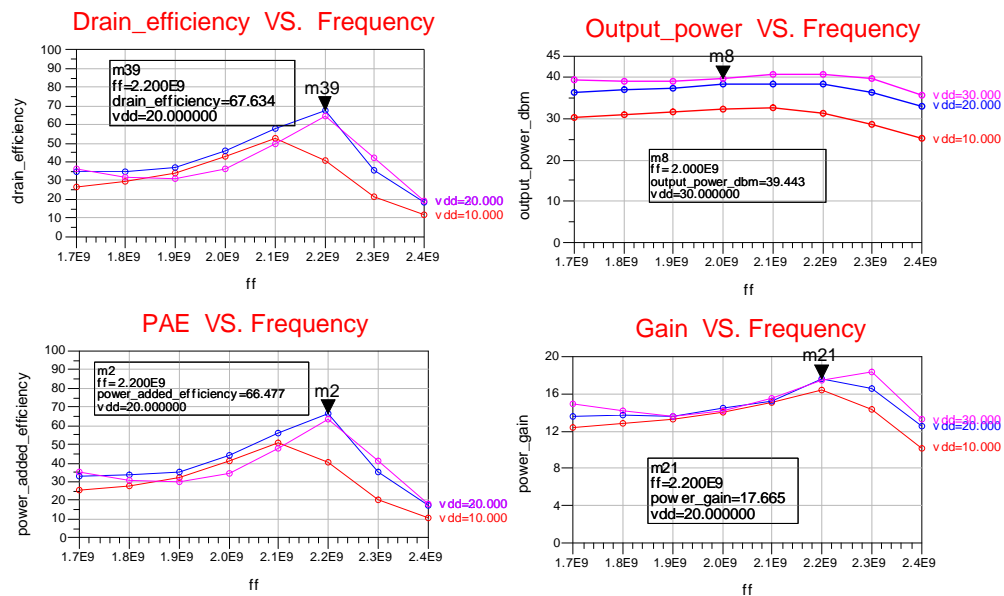 Drain_efficiency VS. Frequency
100
90
80
70
60
50
40
30
20
10
0
drain_efficiency
m39
ff=2.200E9
drain_efficiency=67.634
vdd=20.000000
m39
vdd=20.000
vdd=10.000
1.7E9 1.8E9 1.9E9 2.0E9 2.1E9 2.2E9 2.3E9 2.4E9
ff
Output_power VS. Frequency
45
40
30
20
10
0
output_power_dbm
m8
m8
ff=2.000E9
output_power_dbm=39.443
vdd=30.000000
vdd=30.000
vdd=20.000
vdd=10.000
1.7E9 1.8E9 1.9E9 2.0E9 2.1E9 2.2E9 2.3E9 2.4E9
ff
PAE VS. Frequency
100
90
80
70
60
50
40
30
20
10
0
power_added_efficiency
m2
ff=2.200E9
power_added_efficiency=66.477
vdd=20.000000
m2
vdd=20.000
vdd=10.000
1.7E9 1.8E9 1.9E9 2.0E9 2.1E9 2.2E9 2.3E9 2.4E9
ff
Gain VS. Frequency
20
16
12
8
4
0
power_gain
m21
m21
ff=2.200E9
power_gain=17.665
vdd=20.000000
vdd=30.000
vdd=20.000
vdd=10.000
1.7E9 1.8E9 1.9E9 2.0E9 2.1E9 2.2E9 2.3E9 2.4E9
ff